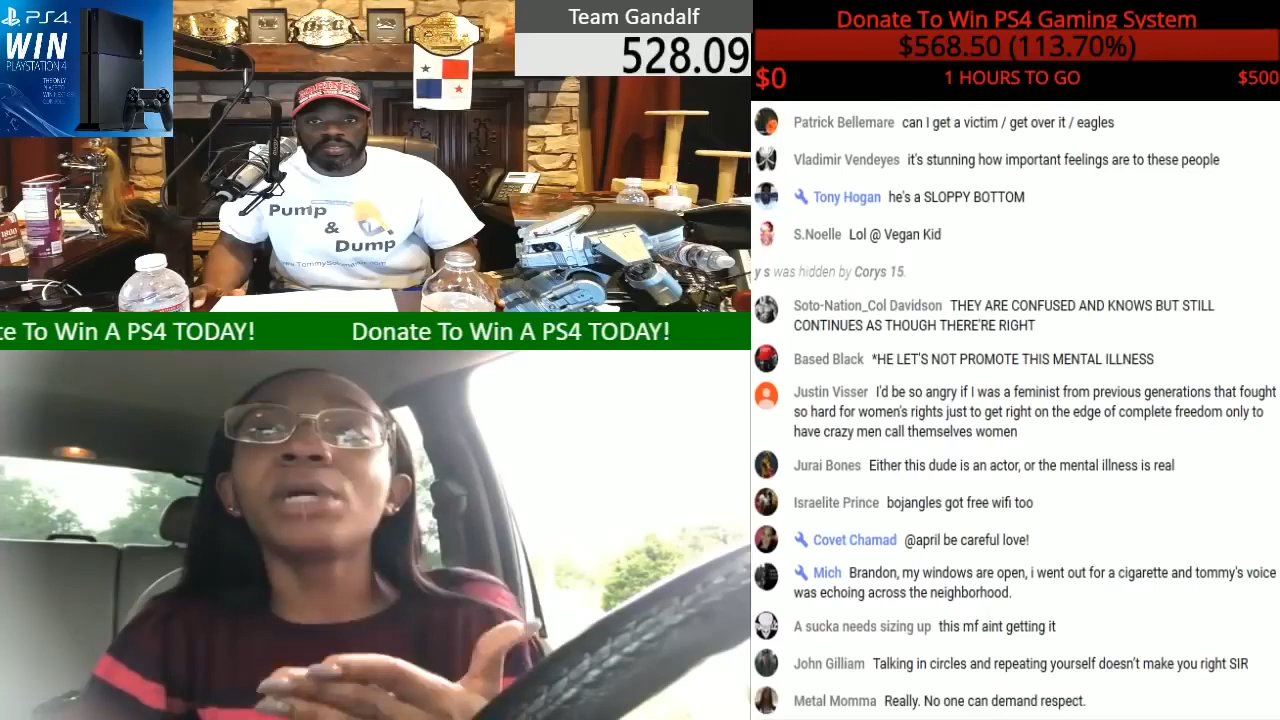 PS4
WIN
PLAYSTATION 4
Team Gandalf
528.09
Pump
&
Dump
Donate To Win PS4 Gaming System
$568.50 (113.70%)
$0
1 HOURS TO GO
$500
te To Win A PS4 TODAY!
Donate To Win A PS4 TODAY!
Patrick Bellemare can I get a victim / get over it / eagles
Vladimir Vendeyes it's stunning how important feelings are to these people
Tony Hogan he's a SLOPPY BOTTOM
S.Noelle Lol @ Vegan Kid
y s was hidden by Corys 15.
Soto-Nation_Col Davidson THEY ARE CONFUSED AND KNOWS BUT STILL
CONTINUES AS THOUGH THERE'RE RIGHT
Based Black *HE LET'S NOT PROMOTE THIS MENTAL ILLNESS
Justin Visser I'd be so angry if I was a feminist from previous generations that fought
so hard for women's rights just to get right on the edge of complete freedom only to
have crazy men call themselves women
Jurai Bones Either this dude is an actor, or the mental illness is real
Israelite Prince bojangles got free wifi too
Covet Chamad @april be careful love!
Mich Brandon, my windows are open, i went out for a cigarette and tommy's voice
was echoing across the neighborhood.
A sucka needs sizing up this mf aint getting it
John Gilliam Talking in circles and repeating yourself doesn't make you right SIR
Metal Momma Really. No one can demand respect.